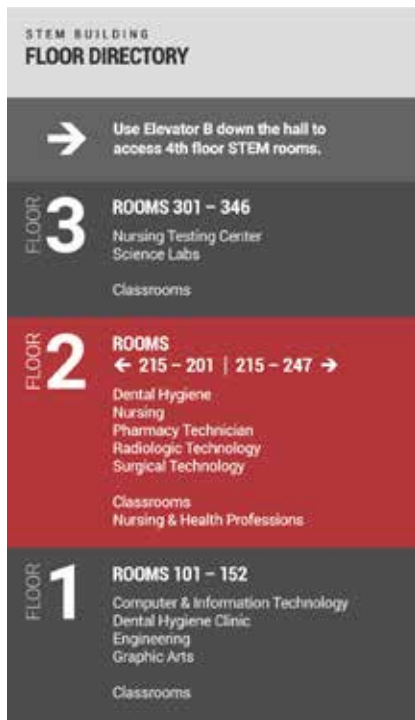 STEM BUILDING
FLOOR DIRECTORY
→ Use Elevator B down the hall to
access 4th floor STEM rooms.
FLOOR 3
ROOMS 301 – 346
Nursing Testing Center
Science Labs
Classrooms
FLOOR 2
ROOMS
← 215 – 201 | 215 – 247 →
Dental Hygiene
Nursing
Pharmacy Technician
Radiologic Technology
Surgical Technology
Classrooms
Nursing & Health Professions
FLOOR 1
ROOMS 101 – 152
Computer & Information Technology
Dental Hygiene Clinic
Engineering
Graphic Arts
Classrooms